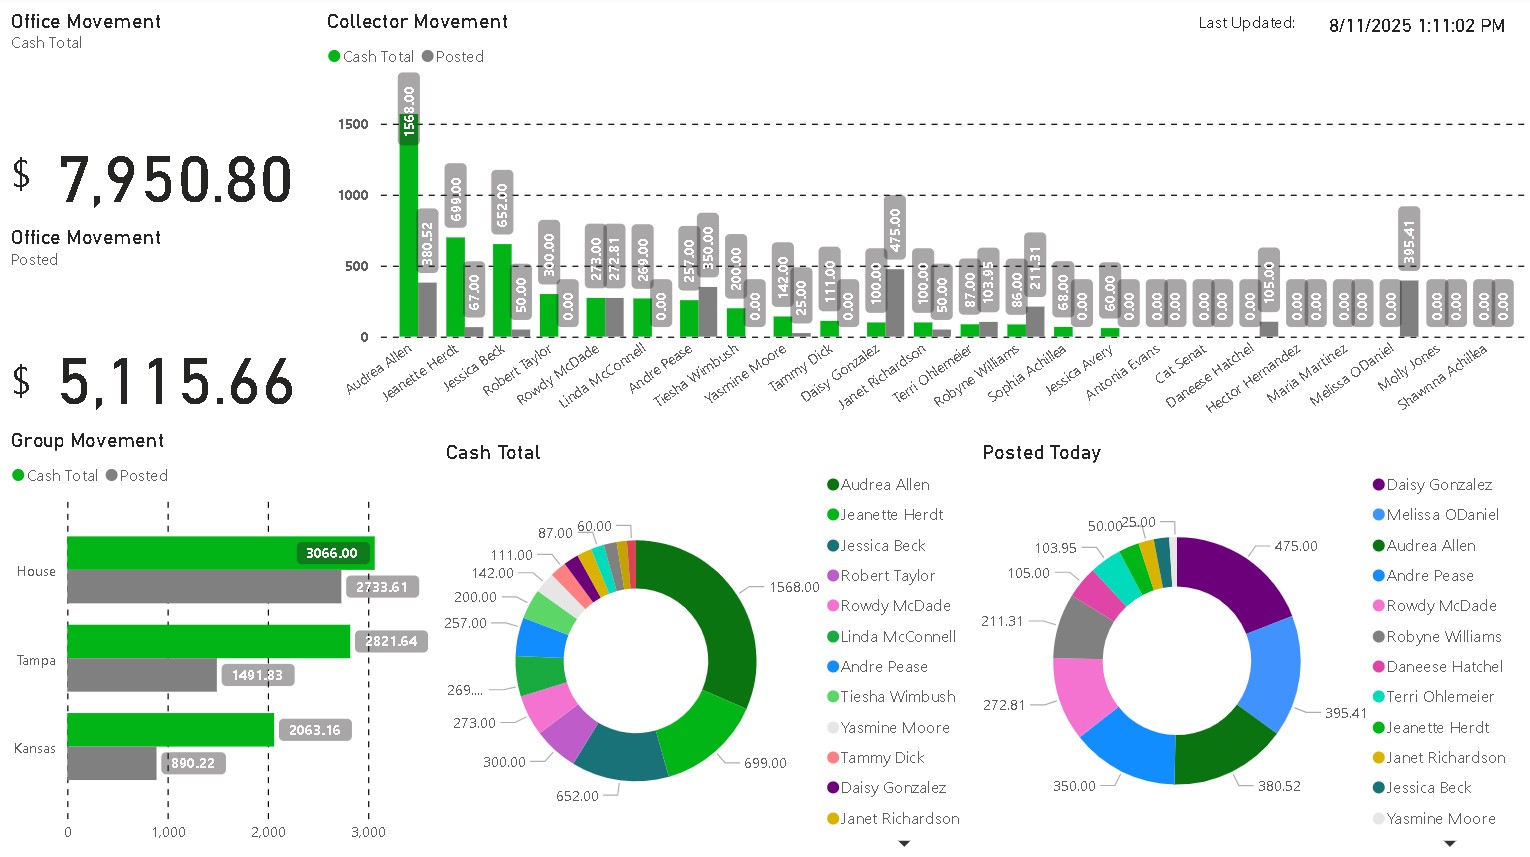 Office Movement
Cash Total
$ 7,950.80
Office Movement
Posted
$ 5,115.66
Collector Movement
Cash Total Posted
Last Updated: 8/11/2025 1:11:02 PM
1500
1000
500
0
1568.00 380.52 699.00 67.00 652.00 50.00 300.00 0.00 273.00 272.81 269.00 0.00 257.00 350.00 200.00 0.00 142.00 25.00 111.00 0.00 100.00 475.00 100.00 50.00 87.00 103.95 86.00 211.31 68.00 0.00 60.00 0.00 0.00 0.00 0.00 0.00 0.00 105.00 0.00 0.00 0.00 0.00 0.00 395.41 0.00 0.00 0.00 0.00
Audrea Allen
Jeanette Herdt
Jessica Beck
Robert Taylor
Rowdy McDade
Linda McConnell
Andre Pease
Tiesha Wimbush
Yasmine Moore
Tammy Dick
Daisy Gonzalez
Janet Richardson
Terri Ohlemeier
Robyne Williams
Sophia Achillea
Jessica Avery
Antonia Evans
Cat Senat
Daneese Hatchel
Hector Hernandez
Maria Martinez
Melissa ODaniel
Molly Jones
Shawnna Achillea
Group Movement
Cash Total Posted
House
3066.00
2733.61
Tampa
2821.64
1491.83
Kansas
2063.16
890.22
0 1,000 2,000 3,000
Cash Total
60.00
87.00
111.00
142.00
200.00
257.00
269....
273.00
300.00
652.00
699.00
1568.00
Audrea Allen
Jeanette Herdt
Jessica Beck
Robert Taylor
Rowdy McDade
Linda McConnell
Andre Pease
Tiesha Wimbush
Yasmine Moore
Tammy Dick
Daisy Gonzalez
Janet Richardson
Posted Today
50.00
25.00
103.95
105.00
211.31
272.81
350.00
380.52
395.41
475.00
Daisy Gonzalez
Melissa ODaniel
Audrea Allen
Andre Pease
Rowdy McDade
Robyne Williams
Daneese Hatchel
Terri Ohlemeier
Jeanette Herdt
Janet Richardson
Jessica Beck
Yasmine Moore